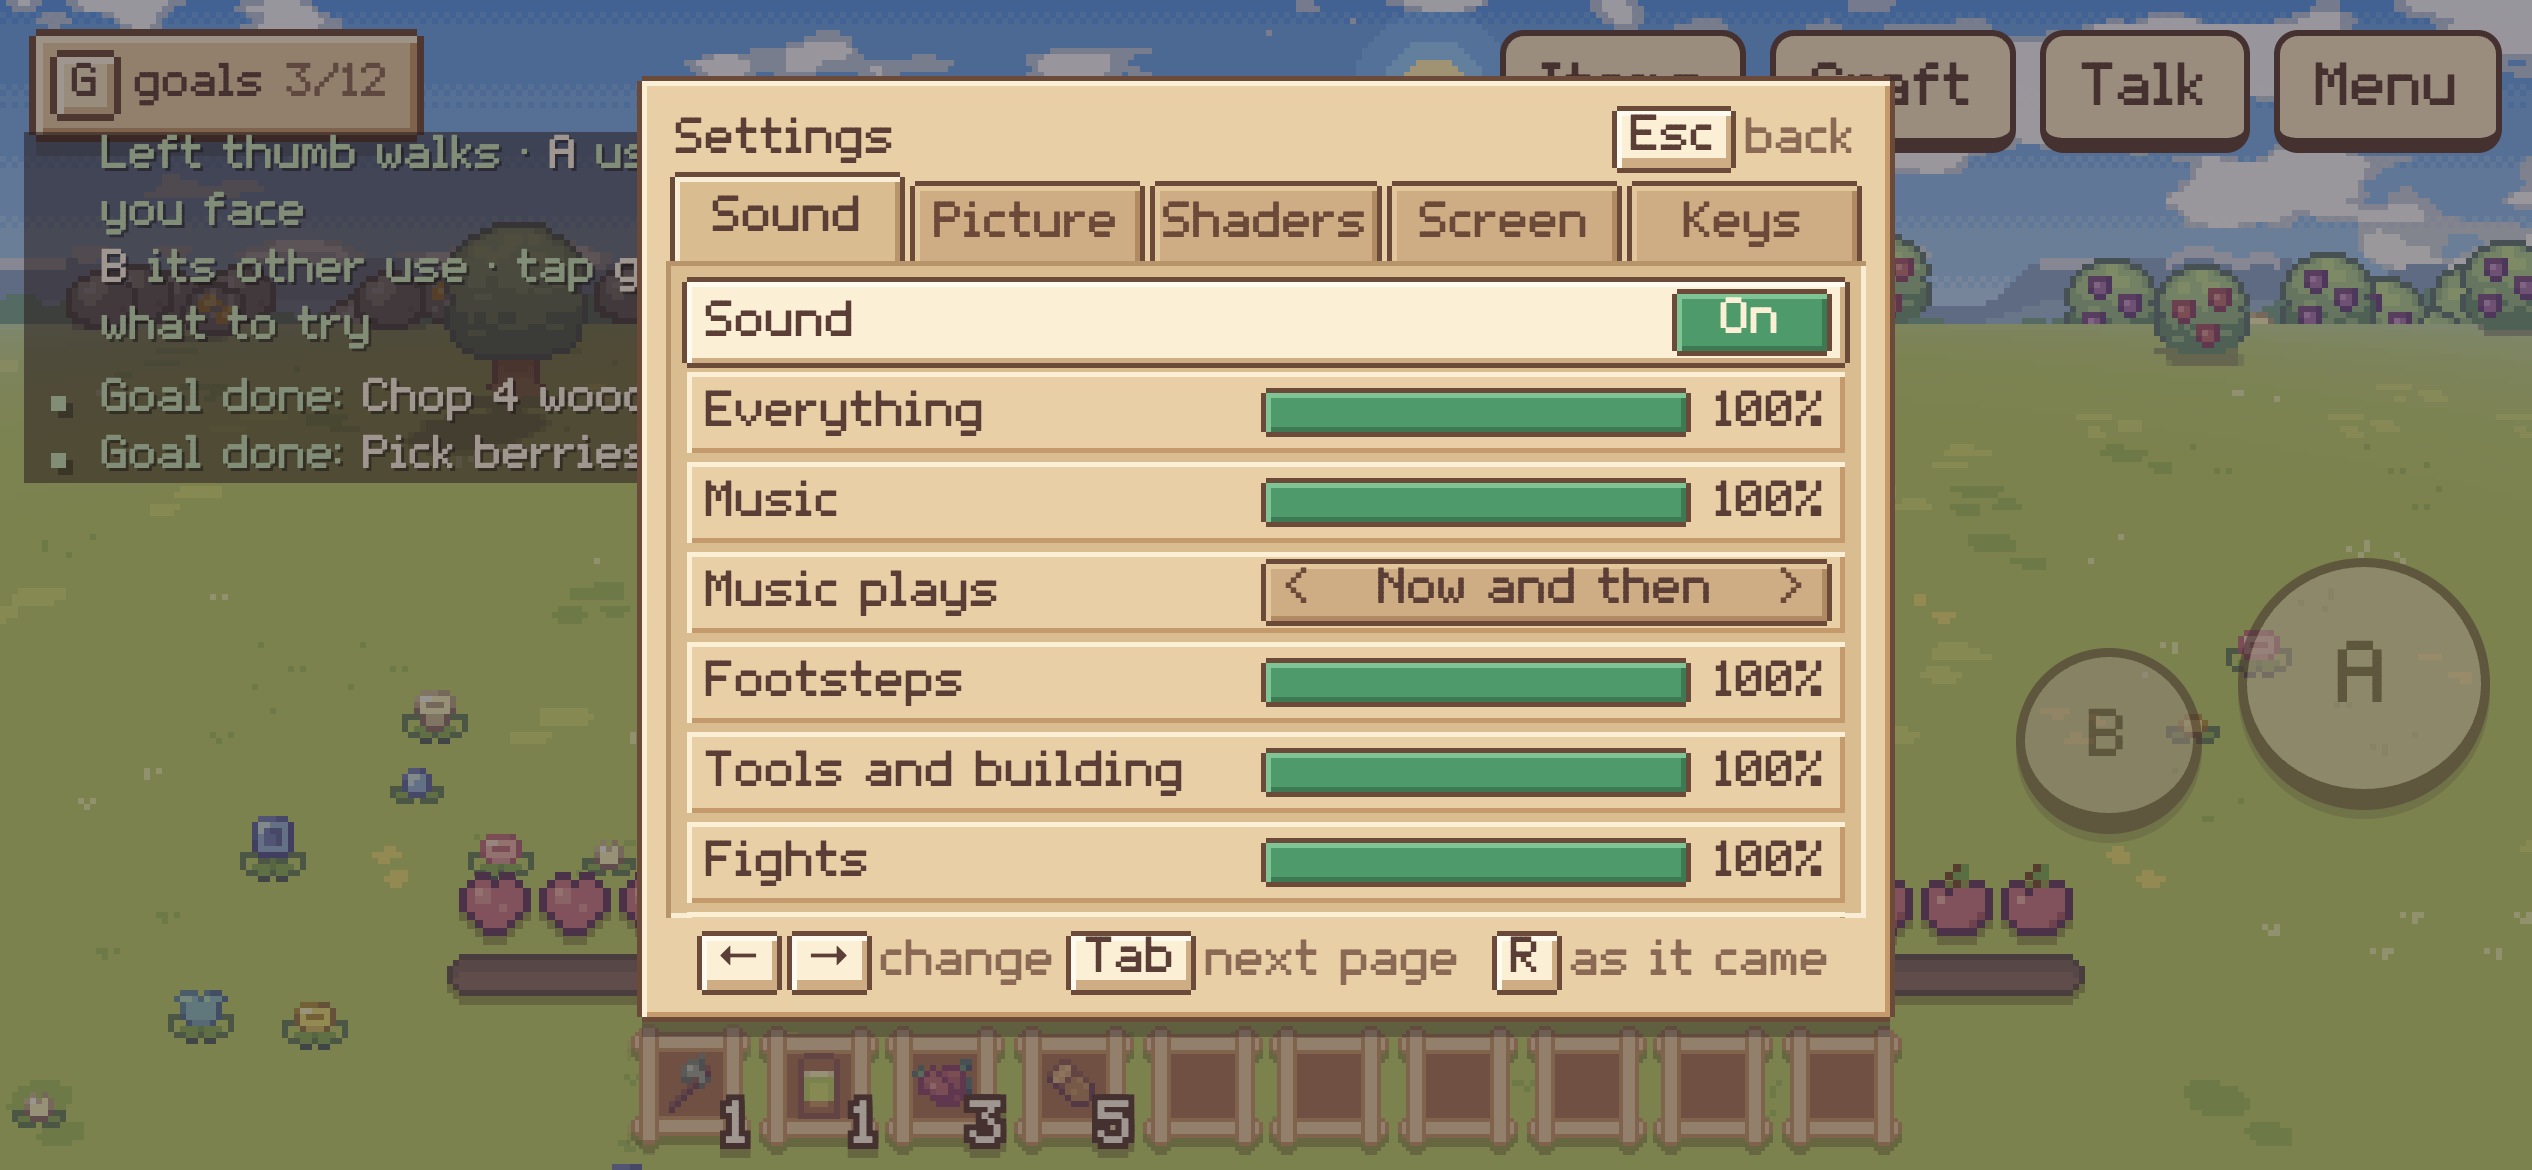 G goals 3/12
Items
Craft
Talk
Menu
Left thumb walks · A us
you face
B its other use · tap g
what to try
Goal done: Chop 4 wood
Goal done: Pick berries
Settings
Esc back
Sound
Picture
Shaders
Screen
Keys
Sound On
Everything 100%
Music 100%
Music plays < Now and then >
Footsteps 100%
Tools and building 100%
Fights 100%
← → change Tab next page R as it came
B
A
1
1
3
5